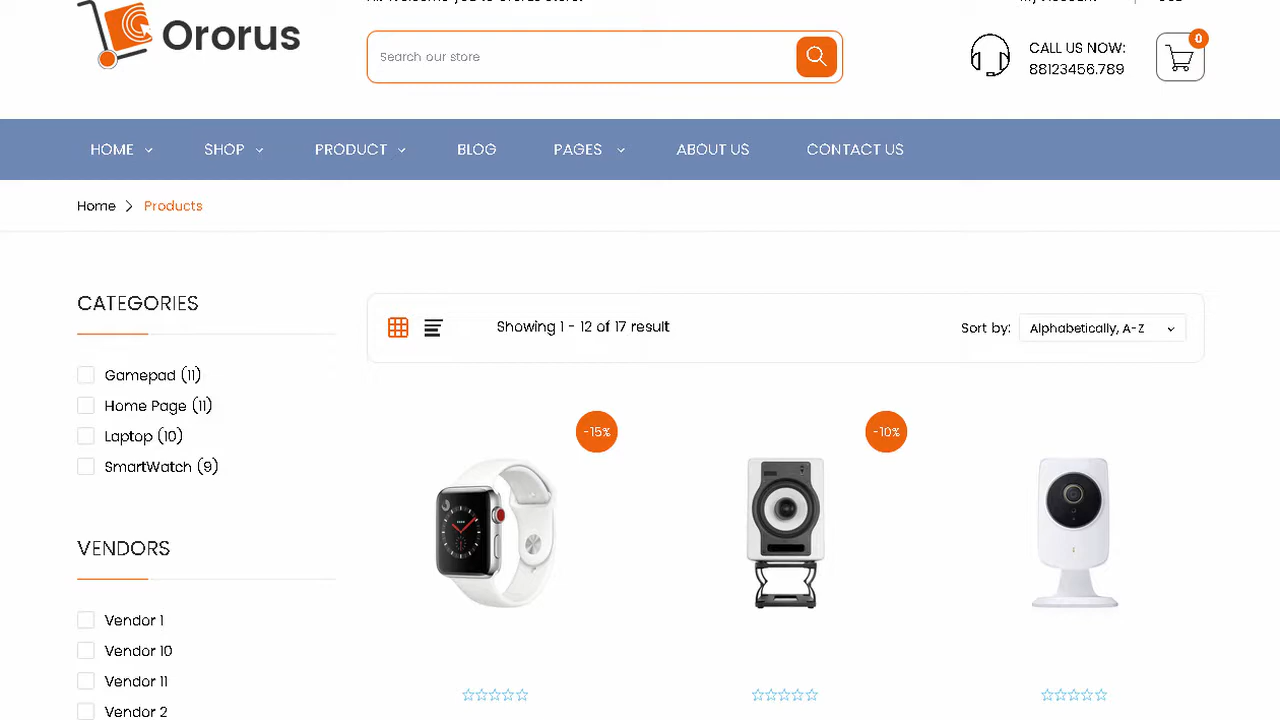 Ororus
Search our store
CALL US NOW:
88123456.789
0
HOME SHOP PRODUCT BLOG PAGES ABOUT US CONTACT US
Home Products
CATEGORIES
Gamepad (11)
Home Page (11)
Laptop (10)
SmartWatch (9)
VENDORS
Vendor 1
Vendor 10
Vendor 11
Vendor 2
Showing 1 - 12 of 17 result
Sort by: Alphabetically, A-Z
-15%
-10%